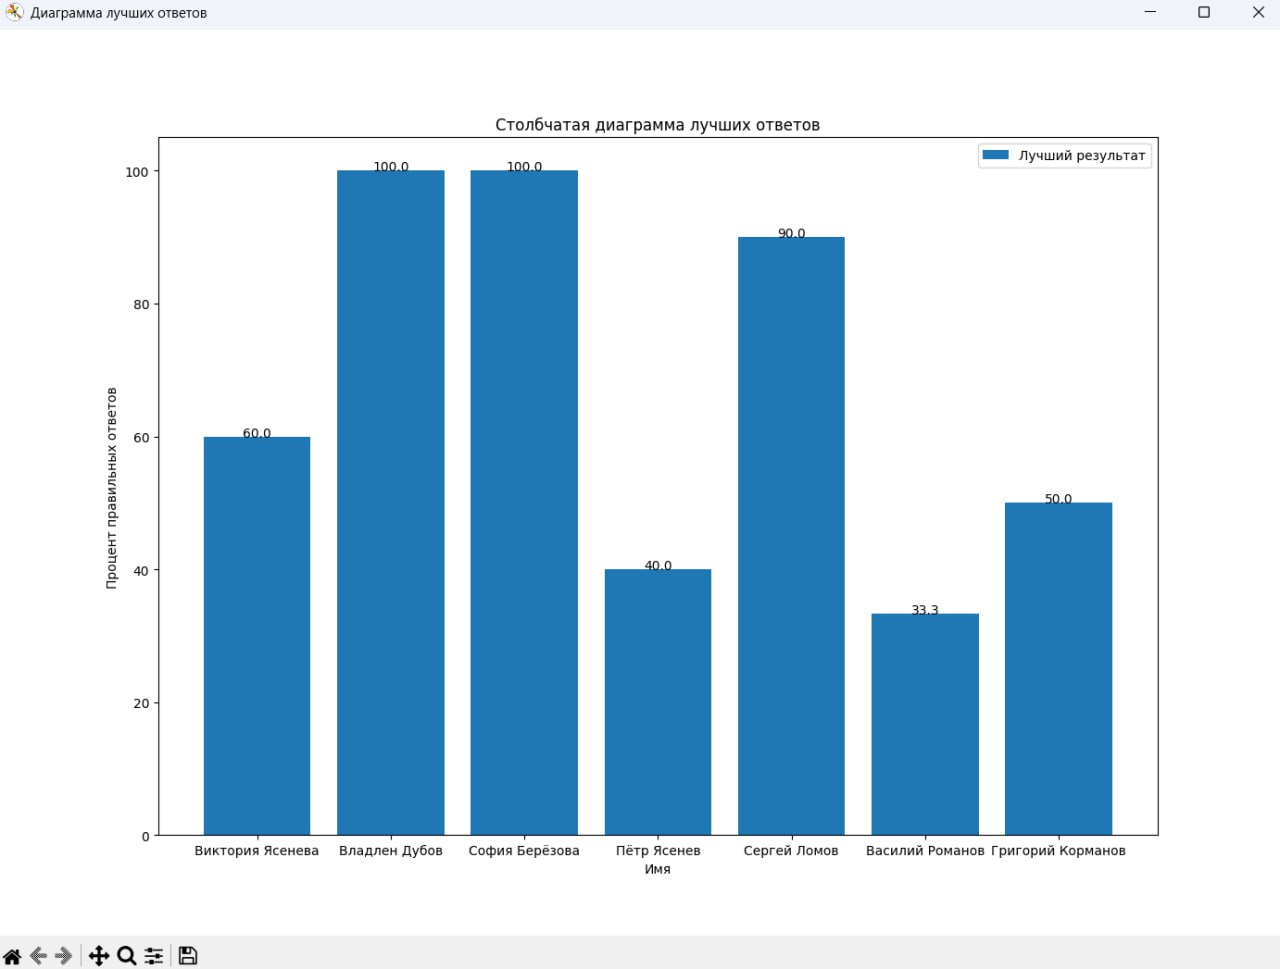 Диаграмма лучших ответов
Столбчатая диаграмма лучших ответов
Лучший результат
Процент правильных ответов
100
80
60
40
20
0
60.0
100.0
100.0
40.0
90.0
33.3
50.0
Виктория Ясенева
Владлен Дубов
София Берёзова
Пётр Ясенев
Сергей Ломов
Василий Романов
Григорий Корманов
Имя